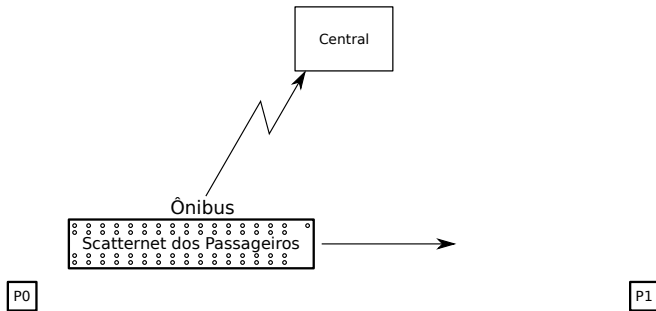 Central
Ônibus
Scatternet dos Passageiros
P0
P1